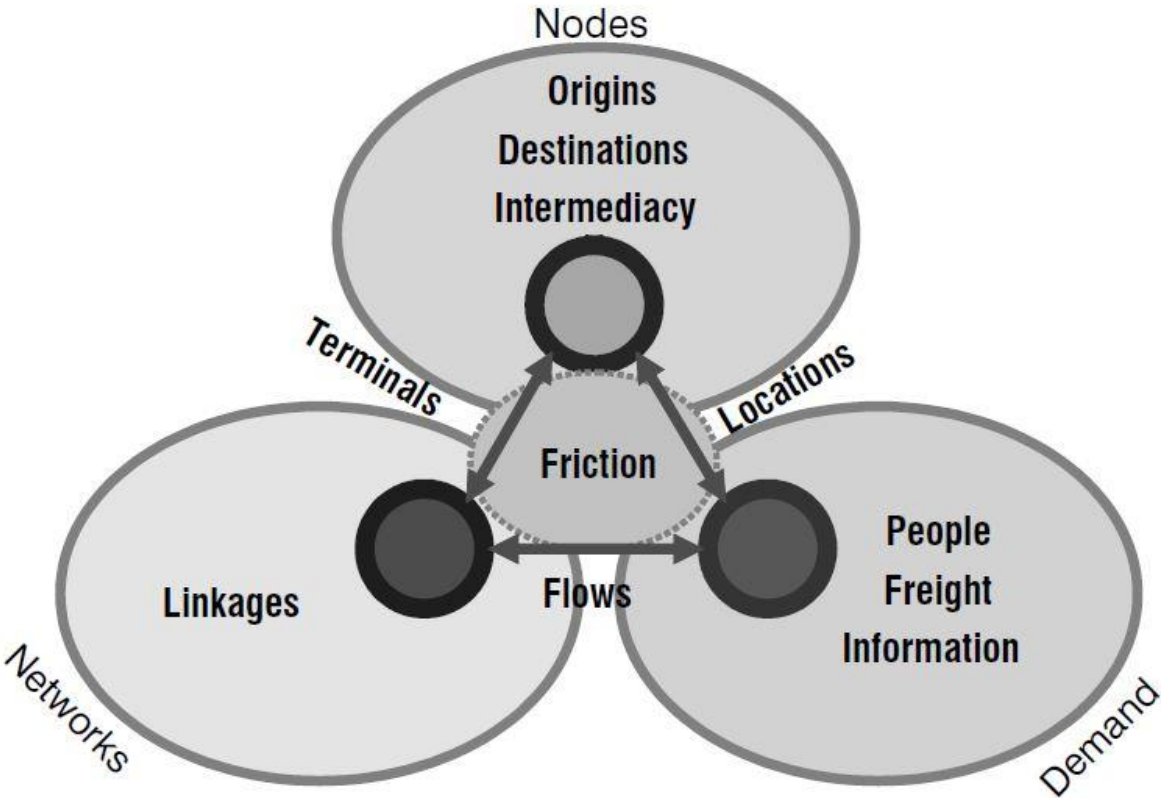 Nodes
Origins
Destinations
Intermediacy
Terminals
Locations
Friction
People
Flows
Freight
Linkages
Information
Networks
Demand